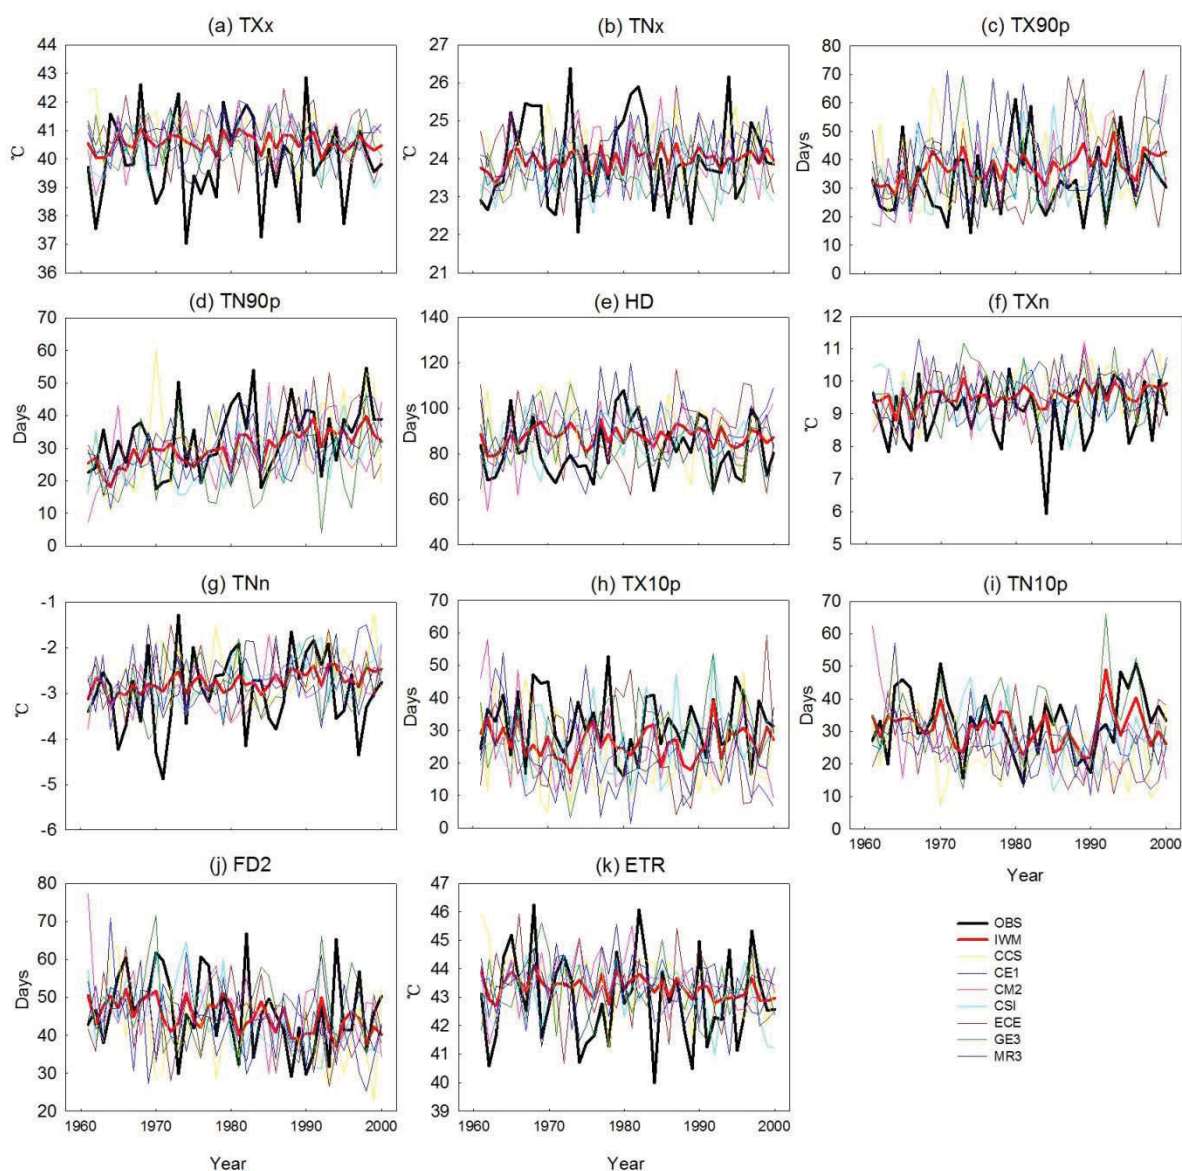 (a) TXx
(b) TNx
(c) TX90p
44
43
42
41
40
39
38
37
36
℃
27
26
25
24
23
22
21
℃
80
70
60
50
40
30
20
10
0
Days
(d) TN90p
(e) HD
(f) TXn
70
60
50
40
30
20
10
0
Days
140
120
100
80
60
40
Days
12
11
10
9
8
7
6
5
℃
(g) TNn
(h) TX10p
(i) TN10p
-1
-2
-3
-4
-5
-6
℃
70
60
50
40
30
20
10
0
Days
70
60
50
40
30
20
10
0
Days
1960 1970 1980 1990 2000
Year
(j) FD2
(k) ETR
80
70
60
50
40
30
20
Days
1960 1970 1980 1990 2000
Year
47
46
45
44
43
42
41
40
39
℃
1960 1970 1980 1990 2000
Year
OBS
IWM
CCS
CE1
CM2
CSI
ECE
GE3
MR3